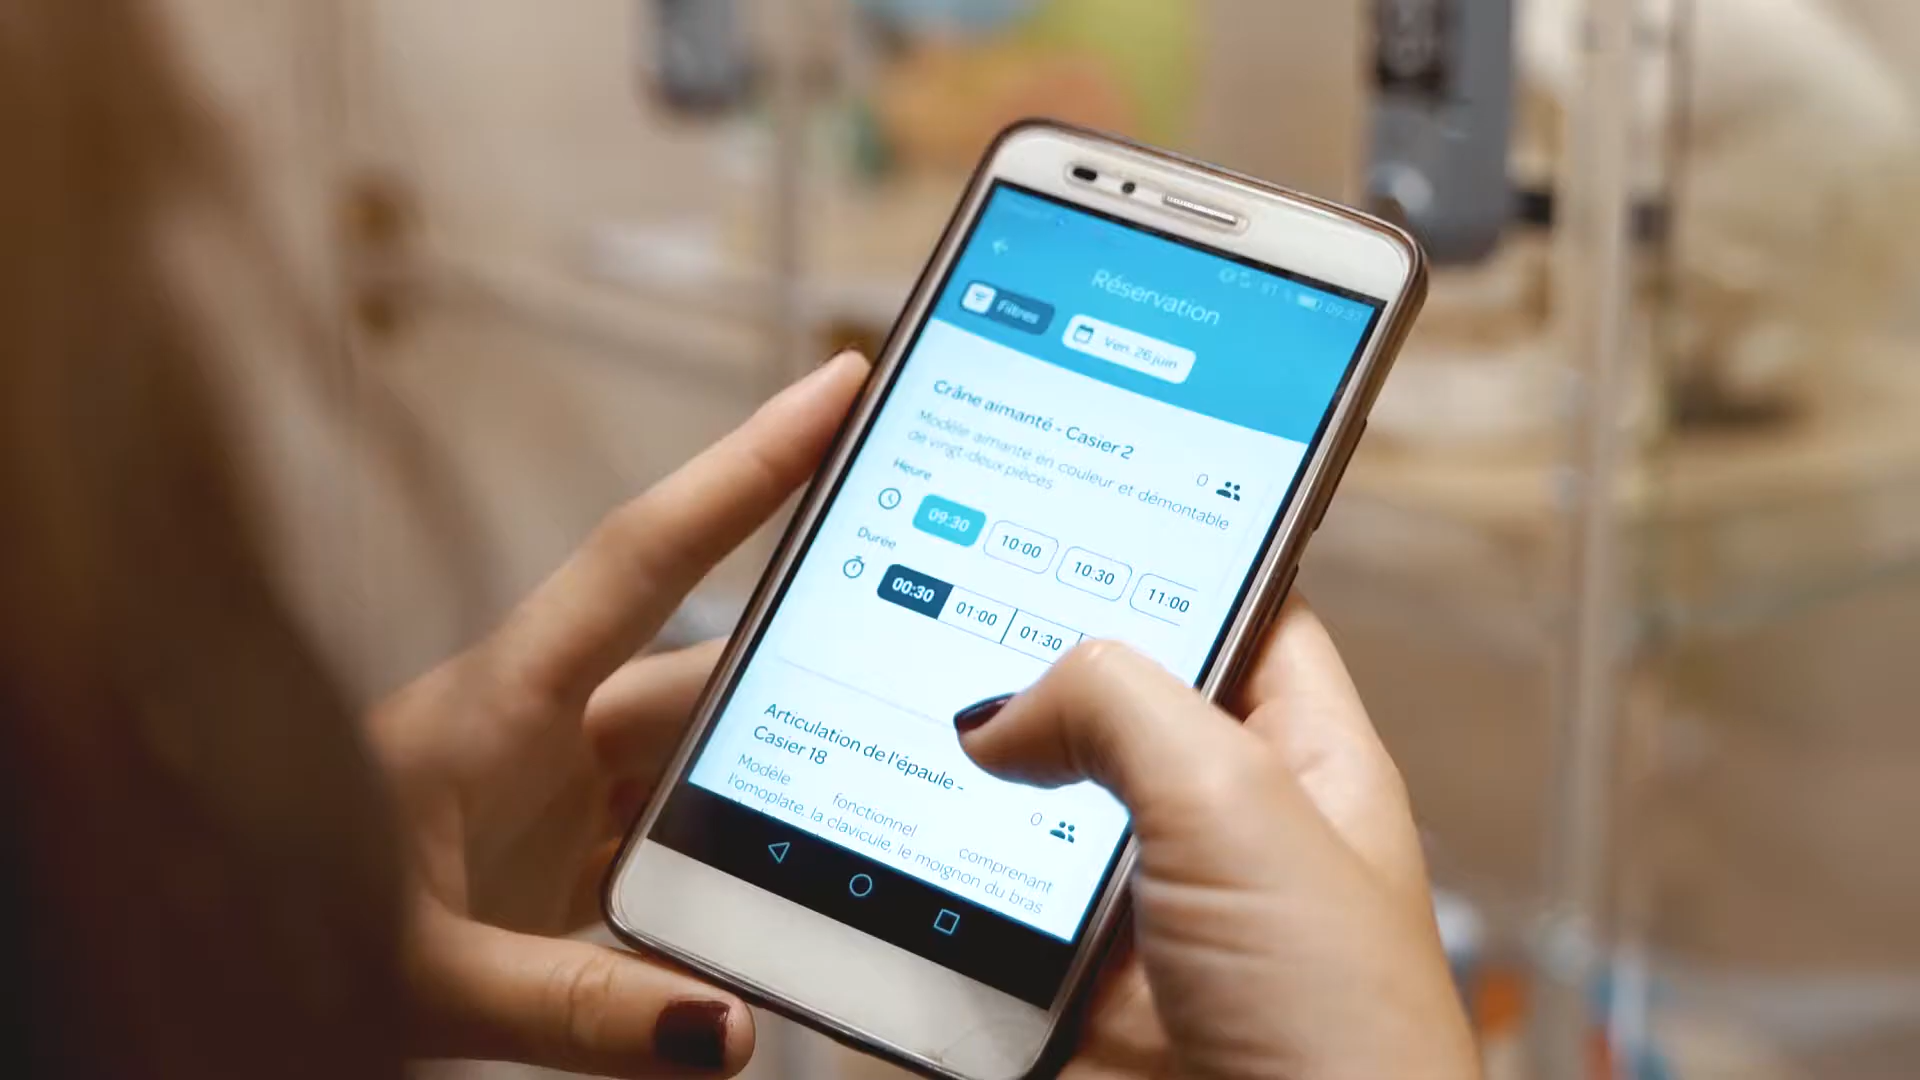 09:37
Réservation
Filtres
Ven. 26 juin
Crâne aimanté - Casier 2
0
Modèle aimanté en couleur et démontable
de vingt-deux pièces
Heure
09:30 10:00 10:30 11:00
Durée
00:30 01:00 01:30
Articulation de l'épaule -
Casier 18
0
Modèle fonctionnel comprenant
l'omoplate, la clavicule, le moignon du bras